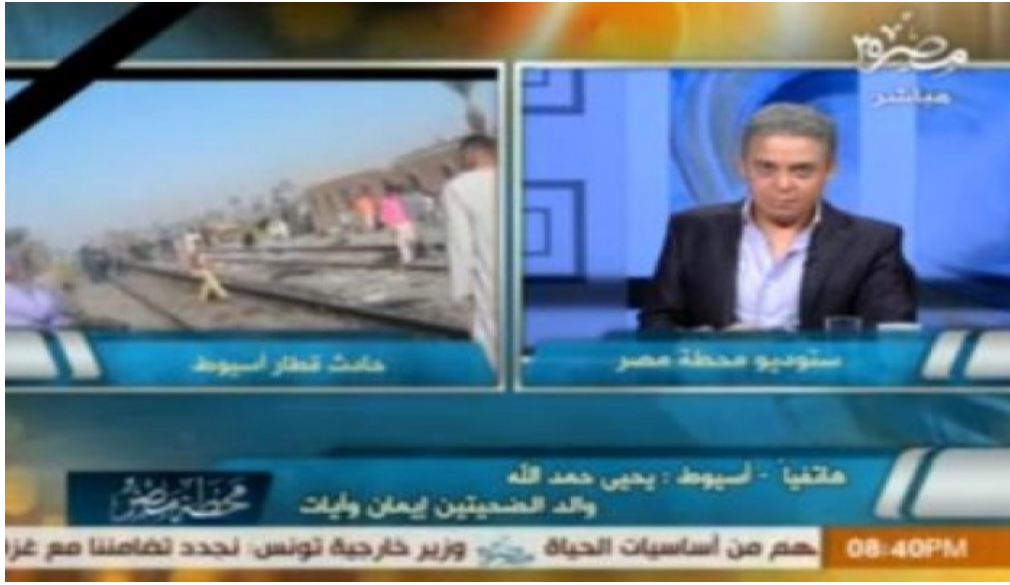 مصر ٢٥
مباشر
ستوديو محطة مصر
حادث قطار أسيوط
هاتفياً - أسيوط : يحيى حمد الله
والد الضحيتين إيمان وآيات
محطة مصر
08:40PM
هم من أساسيات الحياة
وزير خارجية تونس: نجدد تضامننا مع غزة